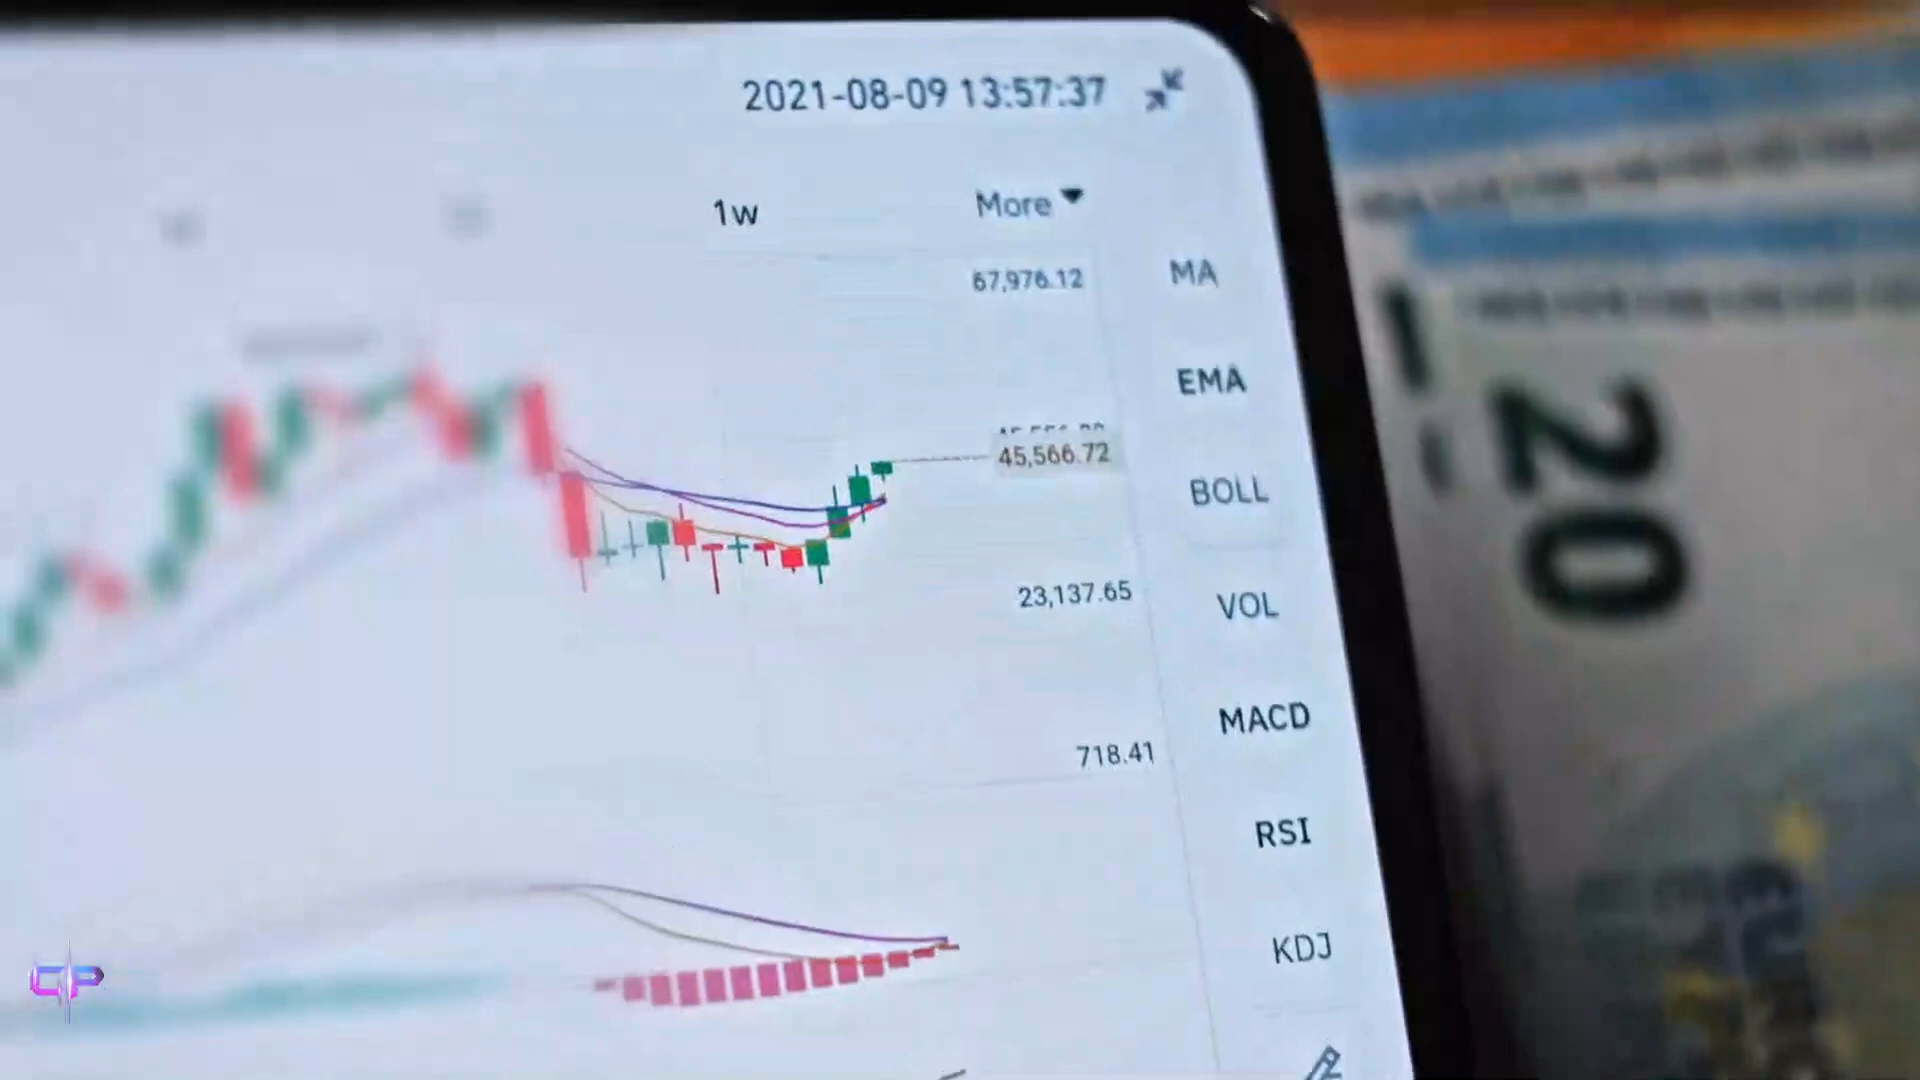 2021-08-09 13:57:37
1w
More
67,976.12
MA
EMA
45,566.72
BOLL
23,137.65
VOL
MACD
718.41
RSI
KDJ
20
CP